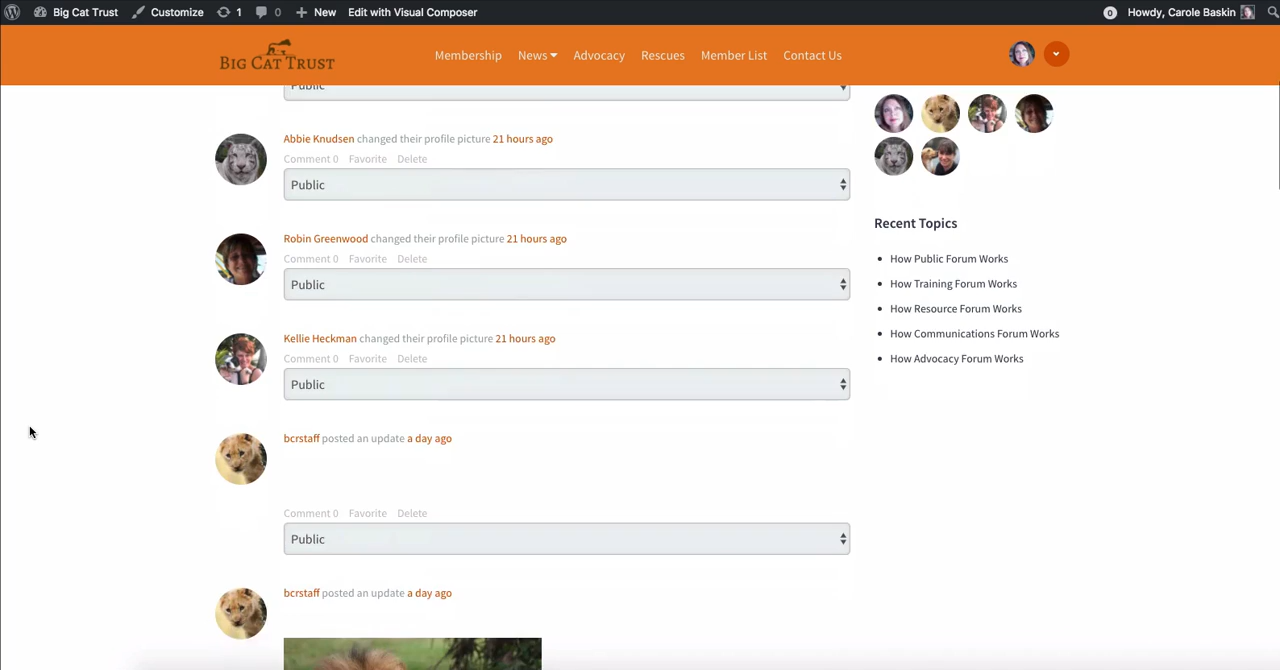 Big Cat Trust Customize 1 0 New Edit with Visual Composer 0 Howdy, Carole Baskin
BIG CAT TRUST Membership News Advocacy Rescues Member List Contact Us
Public
Abbie Knudsen changed their profile picture 21 hours ago
Comment 0 Favorite Delete
Public
Robin Greenwood changed their profile picture 21 hours ago
Comment 0 Favorite Delete
Public
Kellie Heckman changed their profile picture 21 hours ago
Comment 0 Favorite Delete
Public
bcrstaff posted an update a day ago
Comment 0 Favorite Delete
Public
bcrstaff posted an update a day ago
Recent Topics
How Public Forum Works
How Training Forum Works
How Resource Forum Works
How Communications Forum Works
How Advocacy Forum Works